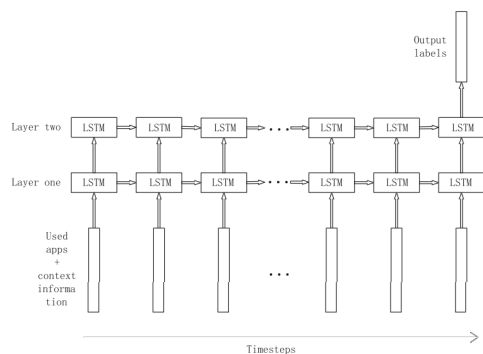 Output
labels
Layer two
LSTM LSTM LSTM ... LSTM LSTM LSTM
Layer one
LSTM LSTM LSTM ... LSTM LSTM LSTM
Used
apps
+
context
informa
tion
...
Timesteps